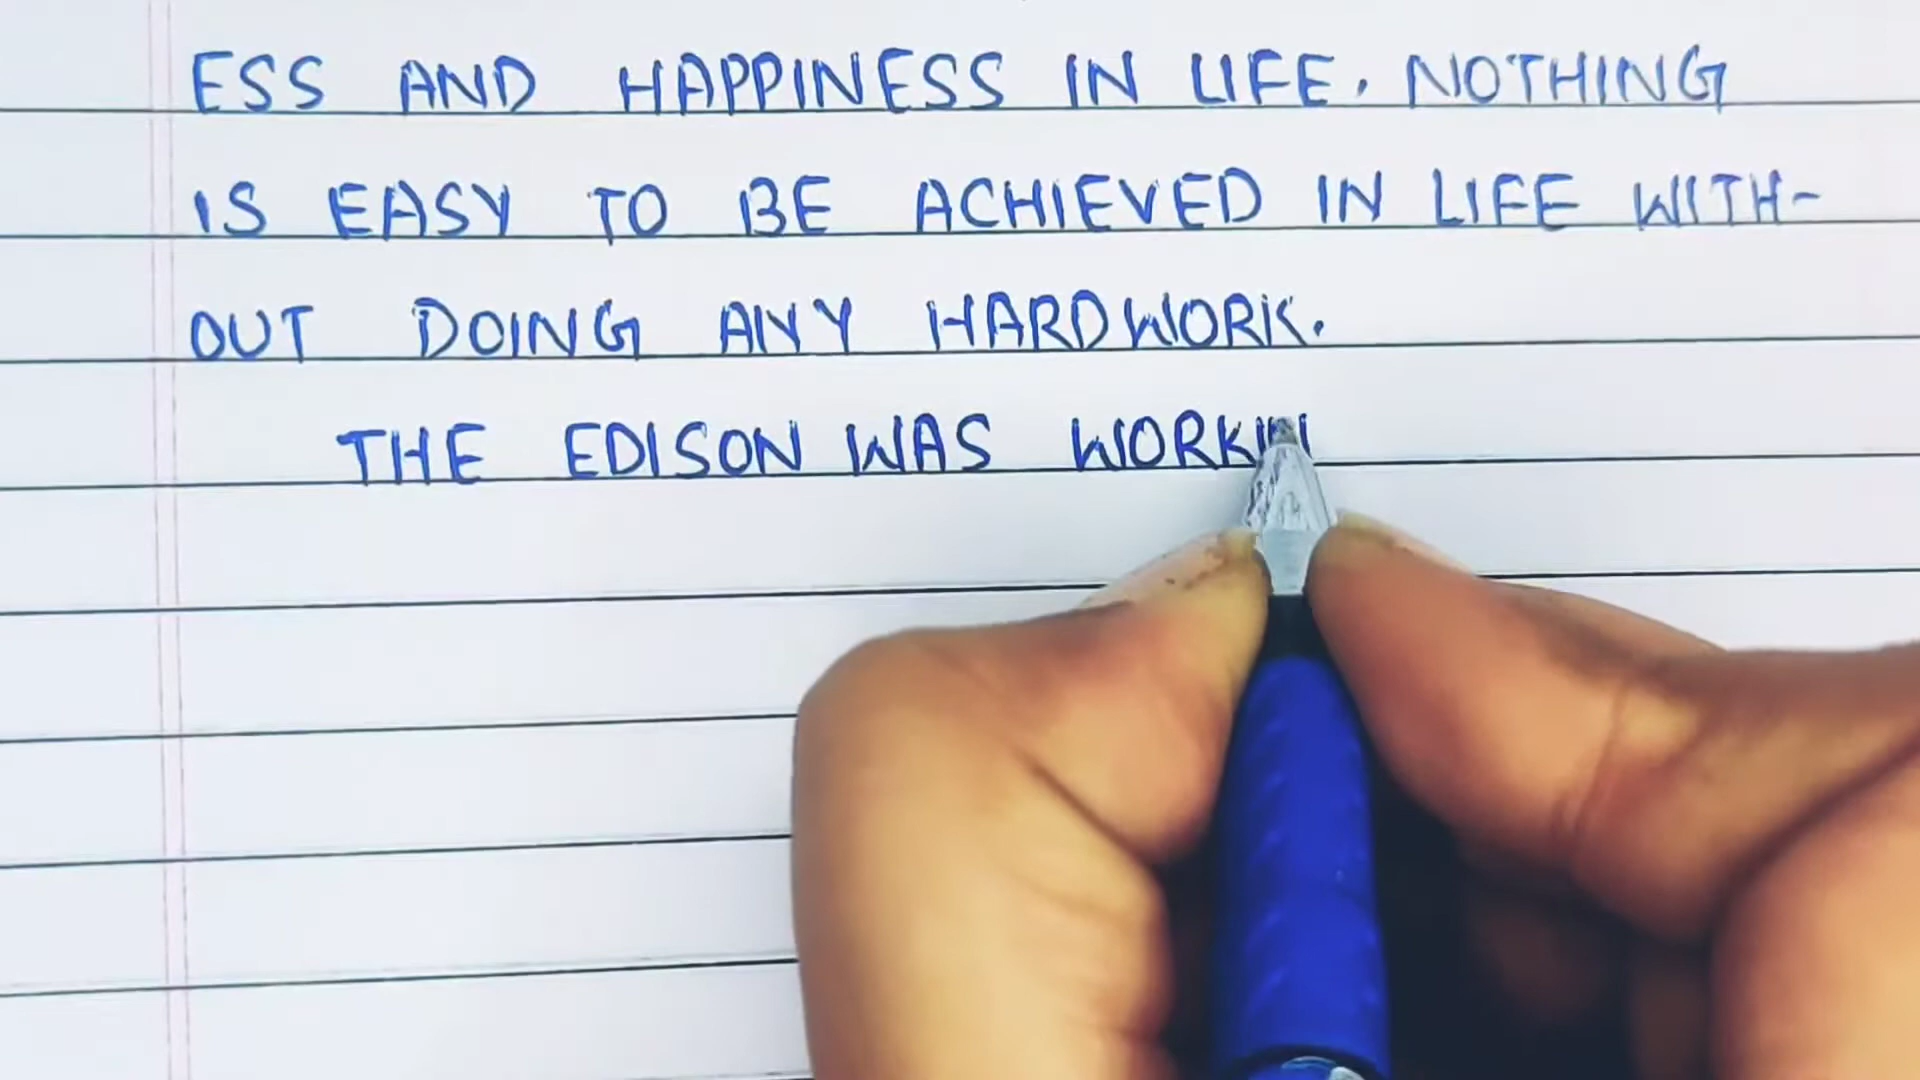 ESS AND HAPPINESS IN LIFE. NOTHING
IS EASY TO BE ACHIEVED IN LIFE WITH-
OUT DOING ANY HARDWORK.
THE EDISON WAS